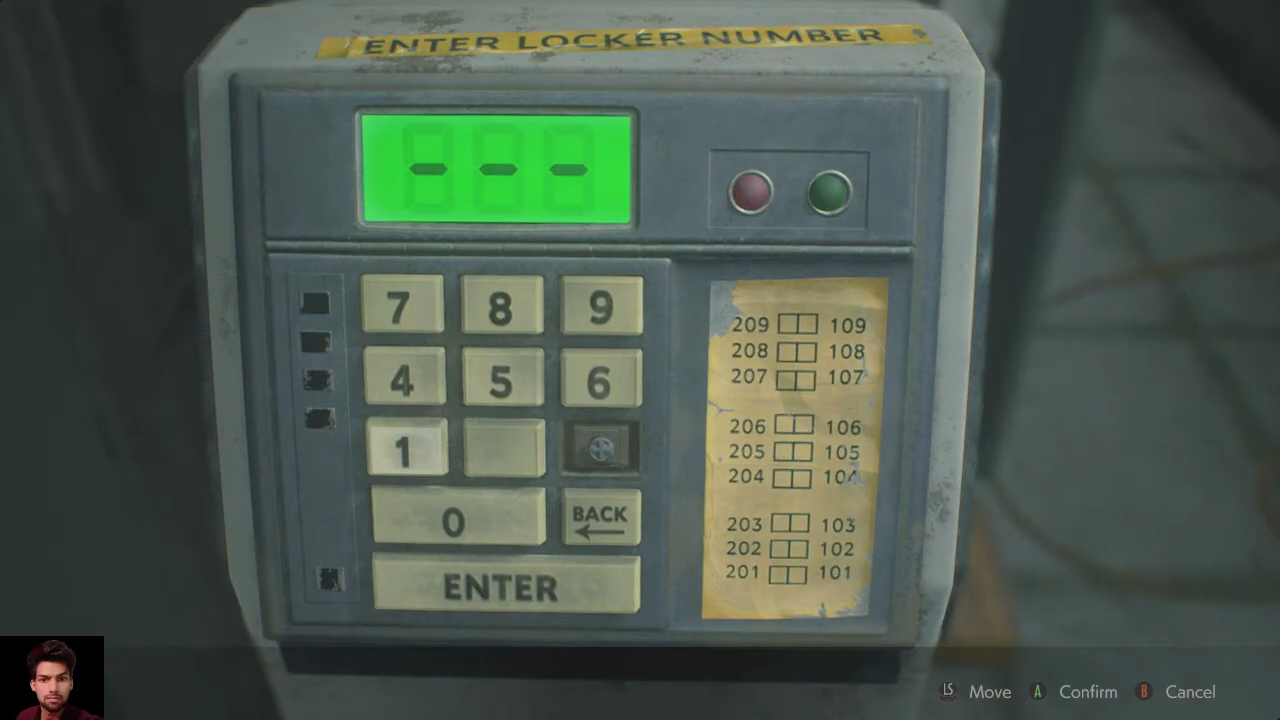 ENTER LOCKER NUMBER
7 8 9
4 5 6
1
0 BACK
ENTER
209 109
208 108
207 107
206 106
205 105
204 104
203 103
202 102
201 101
LS Move A Confirm B Cancel